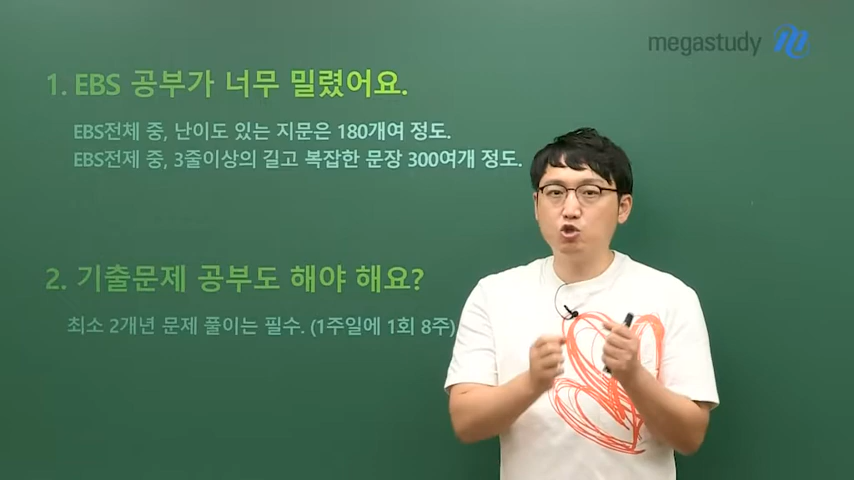 megastudy
1. EBS 공부가 너무 밀렸어요.
EBS전체 중, 난이도 있는 지문은 180개여 정도.
EBS전제 중, 3줄이상의 길고 복잡한 문장 300여개 정도.
2. 기출문제 공부도 해야 해요?
최소 2개년 문제 풀이는 필수. (1주일에 1회 8주)